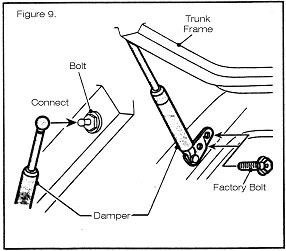 Figure 9.
Trunk
Frame
Bolt
Connect
Factory Bolt
Damper